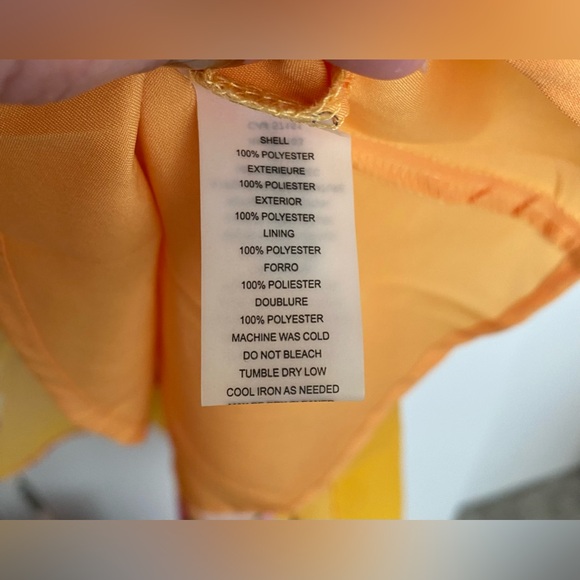 SHELL
100% POLYESTER
EXTERIEURE
100% POLIESTER
EXTERIOR
100% POLYESTER
LINING
100% POLYESTER
FORRO
100% POLIESTER
DOUBLURE
100% POLYESTER
MACHINE WAS COLD
DO NOT BLEACH
TUMBLE DRY LOW
COOL IRON AS NEEDED